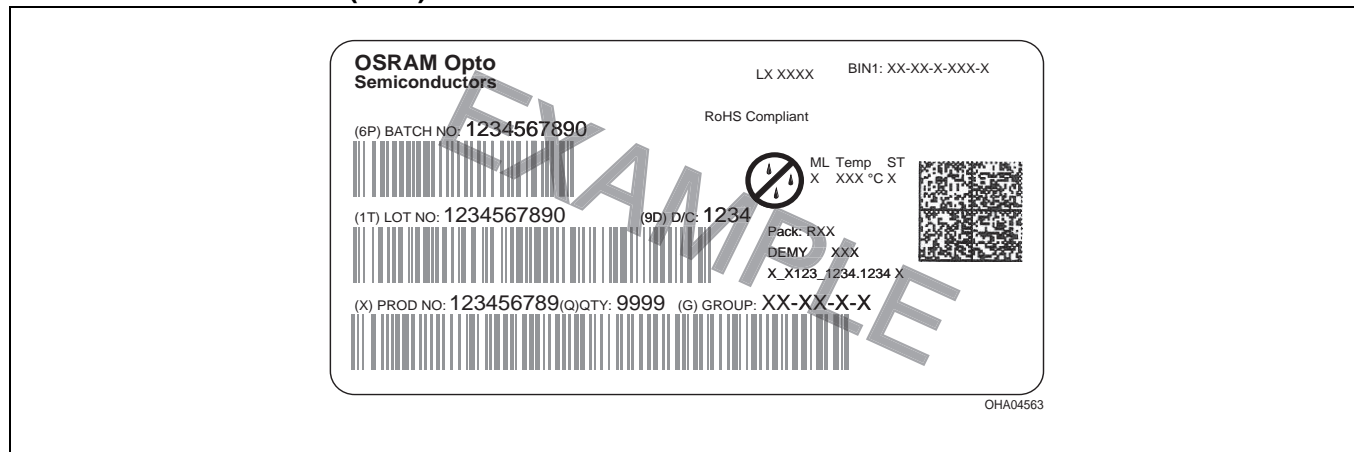 OSRAM Opto
Semiconductors
LX XXXX
BIN1: XX-XX-X-XXX-X
RoHS Compliant
(6P) BATCH NO: 1234567890
ML Temp ST
X XXX °C X
(1T) LOT NO: 1234567890
(9D) D/C: 1234
Pack: RXX
DEMY XXX
X_X123_1234.1234 X
(X) PROD NO: 123456789(Q)QTY: 9999 (G) GROUP: XX-XX-X-X
EXAMPLE
OHA04563